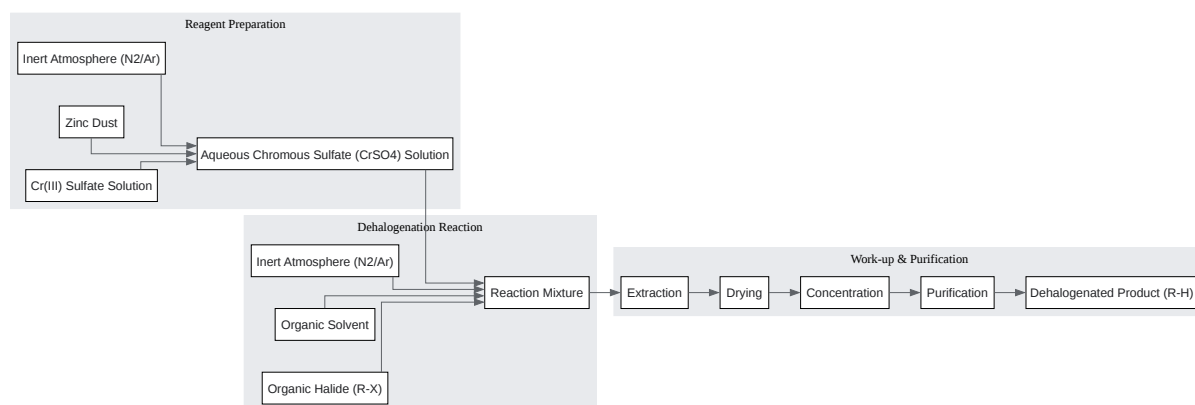 Reagent Preparation
Inert Atmosphere (N2/Ar)
Zinc Dust
Aqueous Chromous Sulfate (CrSO4) Solution
Cr(III) Sulfate Solution
Dehalogenation Reaction
Inert Atmosphere (N2/Ar)
Organic Solvent
Organic Halide (R-X)
Reaction Mixture
Work-up & Purification
Extraction
Drying
Concentration
Purification
Dehalogenated Product (R-H)